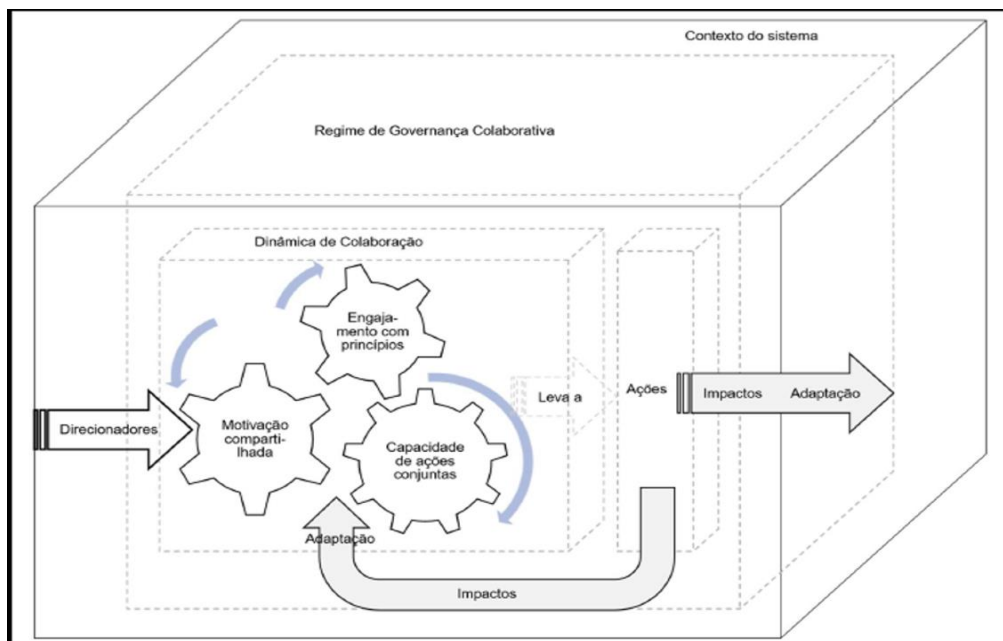 Contexto do sistema
Regime de Governança Colaborativa
Dinâmica de Colaboração
Engaja-
mento com
princípios
Direcionadores
Motivação
comparti-
lhada
Capacidade
de ações
conjuntas
Leva a
Ações
Impactos
Adaptação
Adaptação
Impactos